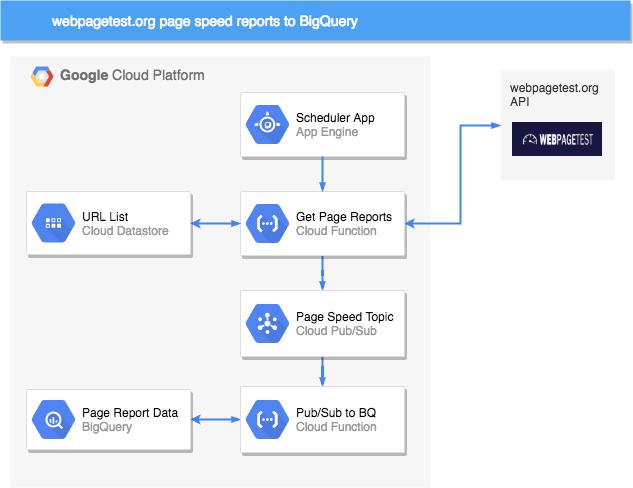 webpagetest.org page speed reports to BigQuery
Google Cloud Platform
webpagetest.org
API
WEBPAGETEST
Scheduler App
App Engine
URL List
Cloud Datastore
Get Page Reports
Cloud Function
Page Speed Topic
Cloud Pub/Sub
Page Report Data
BigQuery
Pub/Sub to BQ
Cloud Function